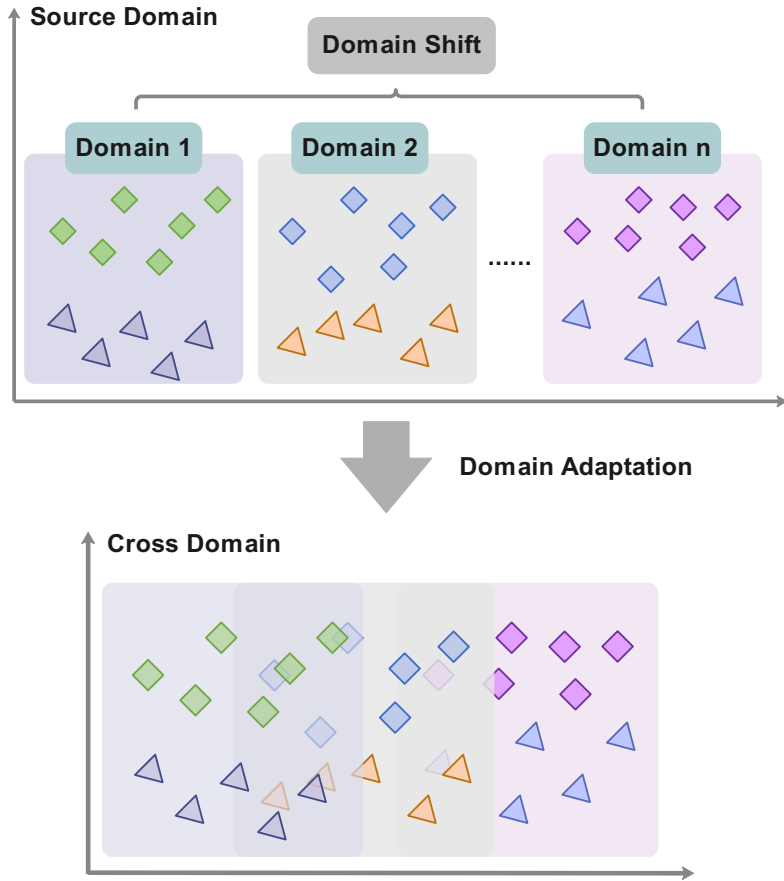 Source Domain
Domain Shift
Domain 1
Domain 2
Domain n
......
Domain Adaptation
Cross Domain